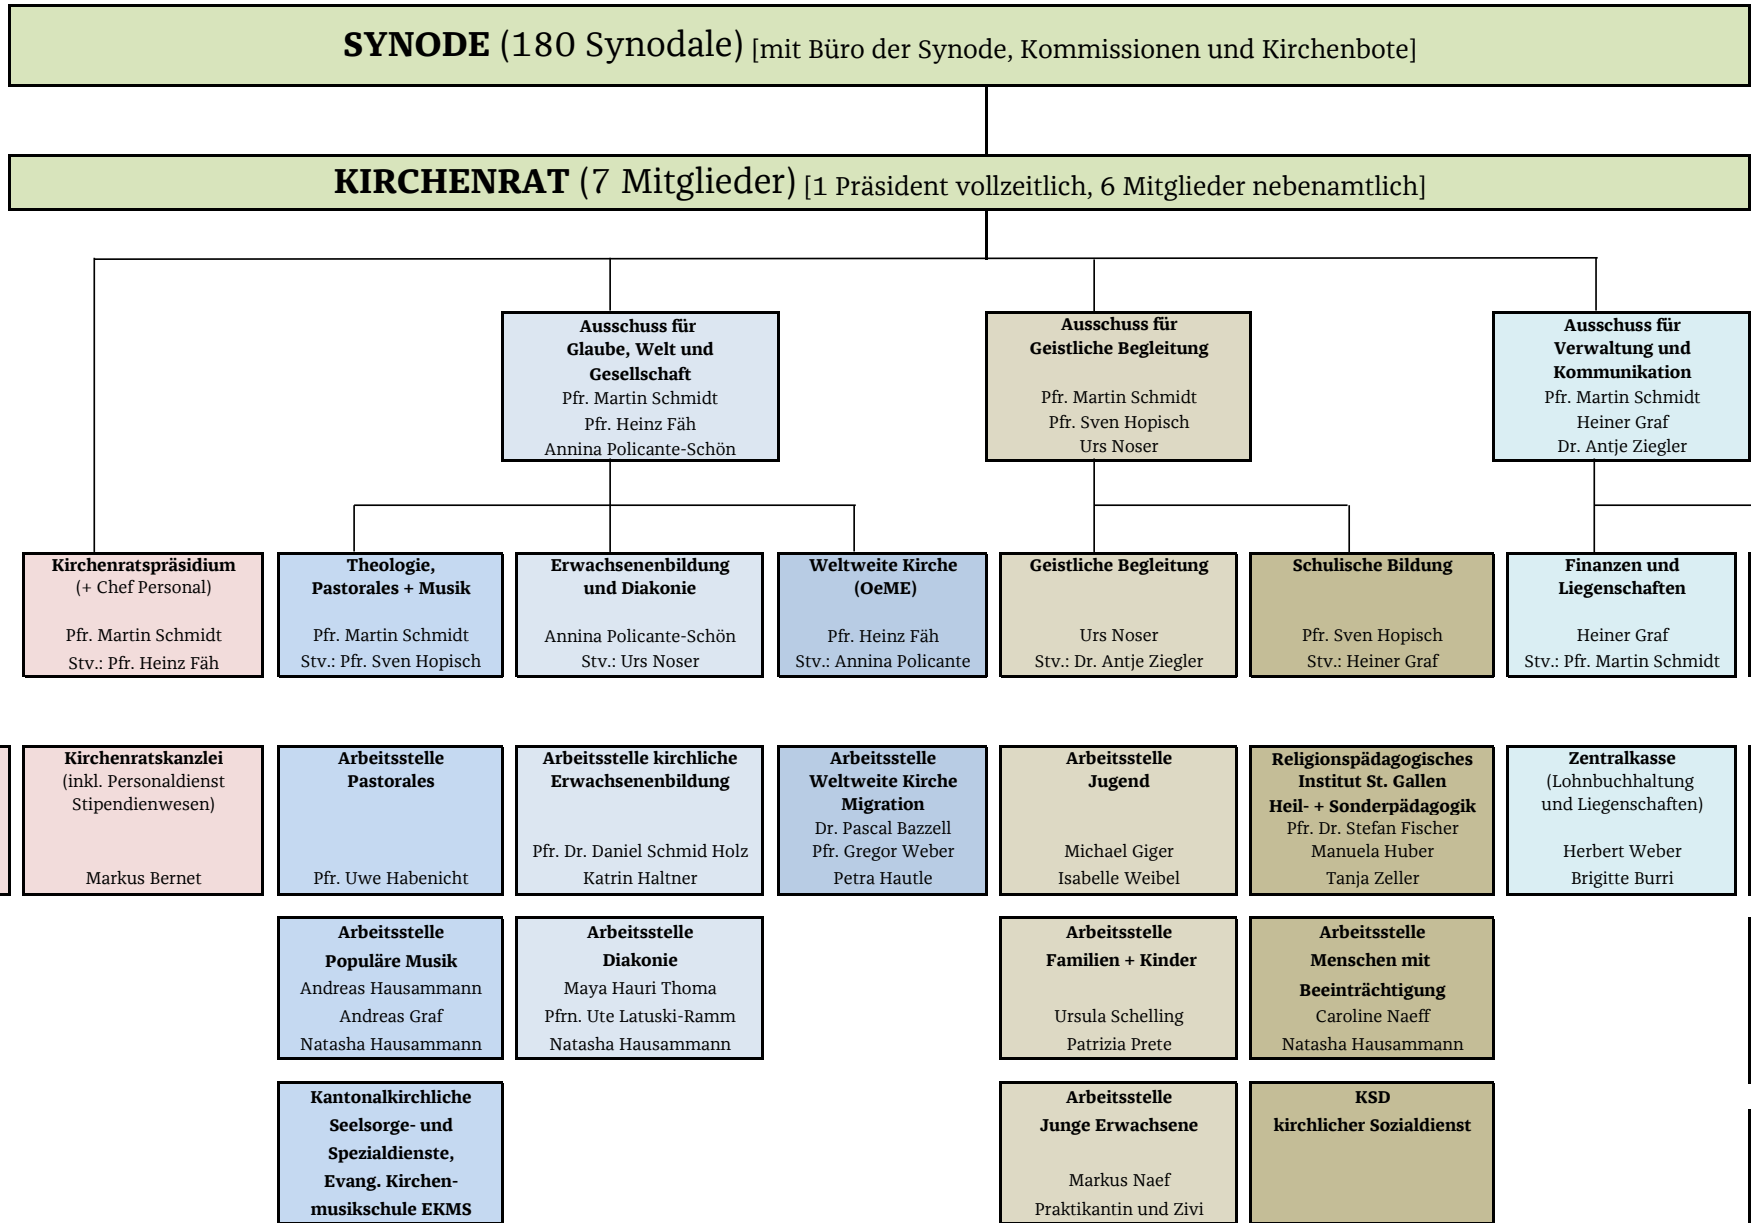 SYNODE (180 Synodale) [mit Büro der Synode, Kommissionen und Kirchenbote]
KIRCHENRAT (7 Mitglieder) [1 Präsident vollzeitlich, 6 Mitglieder nebenamtlich]
Ausschuss für
Glaube, Welt und
Gesellschaft
Pfr. Martin Schmidt
Pfr. Heinz Fäh
Annina Policante-Schön
Ausschuss für
Geistliche Begleitung
Pfr. Martin Schmidt
Pfr. Sven Hopisch
Urs Noser
Ausschuss für
Verwaltung und
Kommunikation
Pfr. Martin Schmidt
Heiner Graf
Dr. Antje Ziegler
Kirchenratspräsidium
(+ Chef Personal)
Pfr. Martin Schmidt
Stv.: Pfr. Heinz Fäh
Theologie,
Pastorales + Musik
Pfr. Martin Schmidt
Stv.: Pfr. Sven Hopisch
Erwachsenenbildung
und Diakonie
Annina Policante-Schön
Stv.: Urs Noser
Weltweite Kirche
(OeME)
Pfr. Heinz Fäh
Stv.: Annina Policante
Geistliche Begleitung
Urs Noser
Stv.: Dr. Antje Ziegler
Schulische Bildung
Pfr. Sven Hopisch
Stv.: Heiner Graf
Finanzen und
Liegenschaften
Heiner Graf
Stv.: Pfr. Martin Schmidt
Kirchenratskanzlei
(inkl. Personaldienst
Stipendienwesen)
Markus Bernet
Arbeitsstelle
Pastorales
Pfr. Uwe Habenicht
Arbeitsstelle kirchliche
Erwachsenenbildung
Pfr. Dr. Daniel Schmid Holz
Katrin Haltner
Arbeitsstelle
Weltweite Kirche
Migration
Dr. Pascal Bazzell
Pfr. Gregor Weber
Petra Hautle
Arbeitsstelle
Jugend
Michael Giger
Isabelle Weibel
Religionspädagogisches
Institut St. Gallen
Heil- + Sonderpädagogik
Pfr. Dr. Stefan Fischer
Manuela Huber
Tanja Zeller
Zentralkasse
(Lohnbuchhaltung
und Liegenschaften)
Herbert Weber
Brigitte Burri
Arbeitsstelle
Populäre Musik
Andreas Hausammann
Andreas Graf
Natasha Hausammann
Arbeitsstelle
Diakonie
Maya Hauri Thoma
Pfrn. Ute Latuski-Ramm
Natasha Hausammann
Arbeitsstelle
Familien + Kinder
Ursula Schelling
Patrizia Prete
Arbeitsstelle
Menschen mit
Beeinträchtigung
Caroline Naeff
Natasha Hausammann
Kantonalkirchliche
Seelsorge- und
Spezialdienste,
Evang. Kirchen-
musikschule EKMS
Arbeitsstelle
Junge Erwachsene
Markus Naef
Praktikantin und Zivi
KSD
kirchlicher Sozialdienst